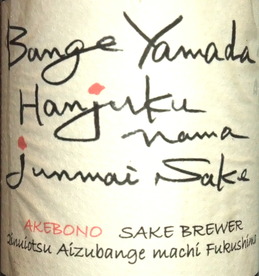 Bange Yamada
Hanjuku
nama
junmai Sake
AKEBONO SAKE BREWER
Aizubange machi Fukushima